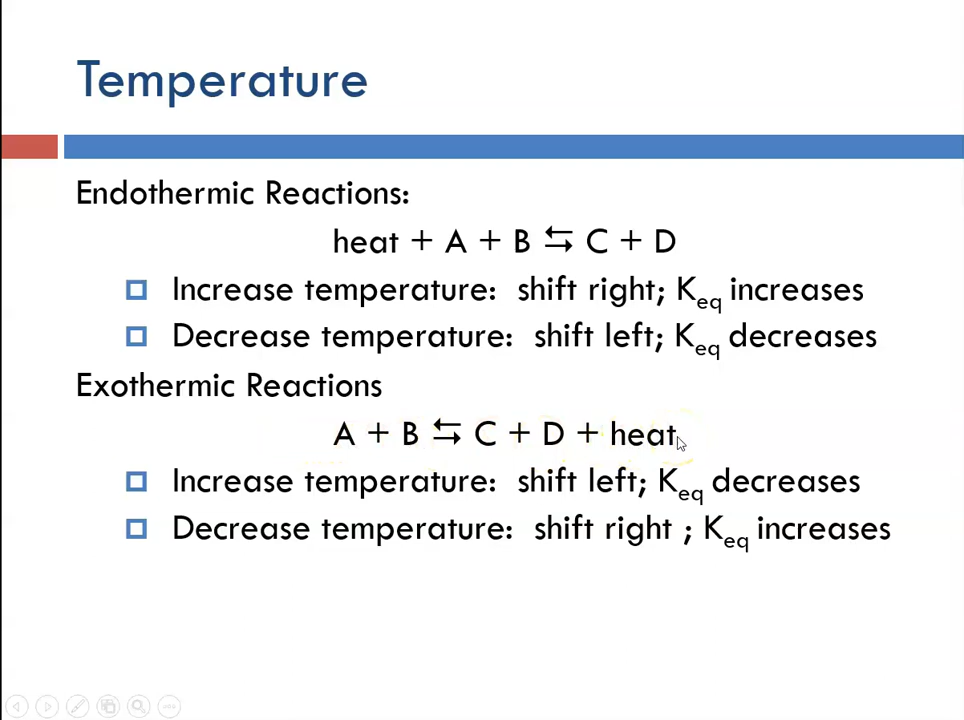 Temperature
Endothermic Reactions:
heat + A + B ⇆ C + D
Increase temperature: shift right; Keq increases
Decrease temperature: shift left; Keq decreases
Exothermic Reactions
A + B ⇆ C + D + heat
Increase temperature: shift left; Keq decreases
Decrease temperature: shift right ; Keq increases